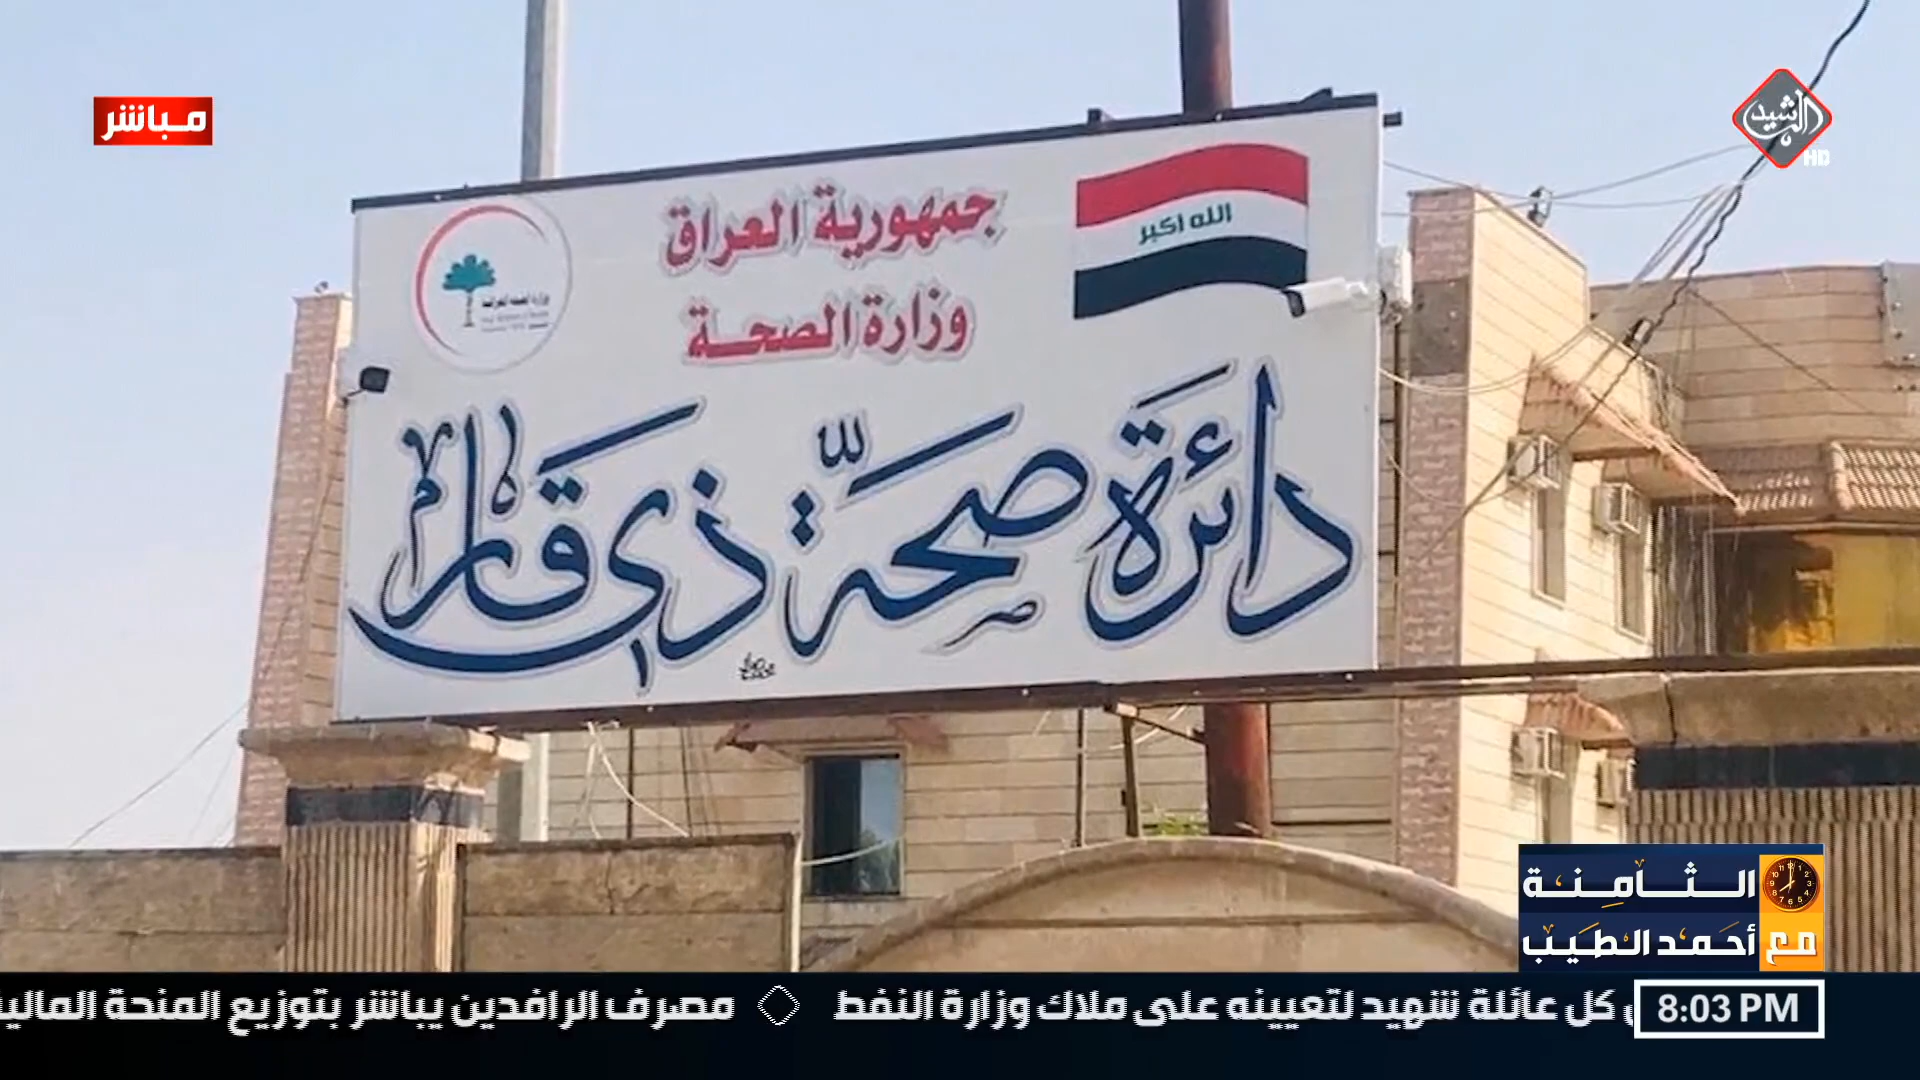 مباشر
الرشيد
HD
جمهورية العراق
الله اكبر
وزارة الصحة
دائرة صحة ذي قار
الثامنة
مع أحمد الطيب
كل عائلة شهيد لتعيينه على ملاك وزارة النفط ◇ مصرف الرافدين يباشر بتوزيع المنحة المالي
8:03 PM